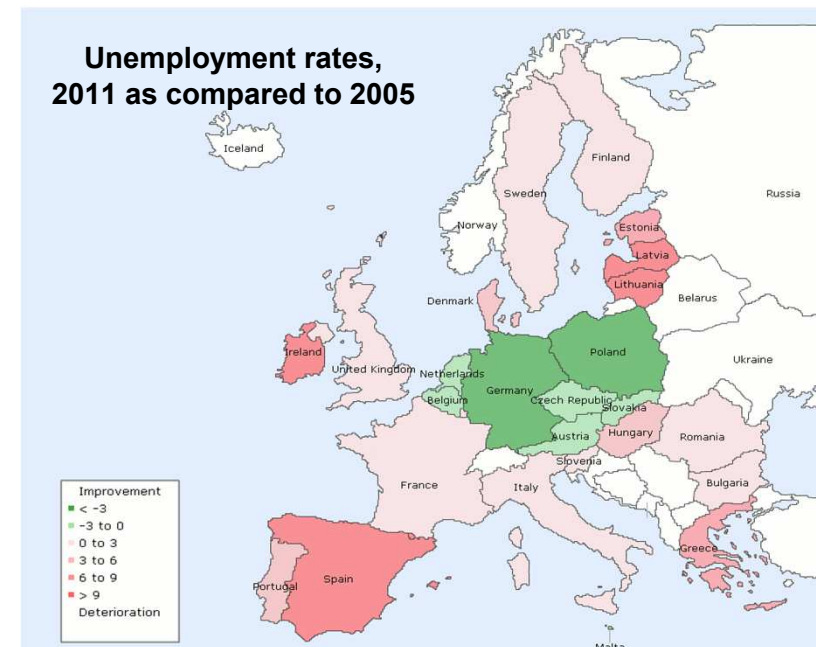 Unemployment rates,
2011 as compared to 2005
Iceland
Finland
Russia
Sweden
Norway
Estonia
Latvia
Lithuania
Belarus
Denmark
Ireland
United Kingdom
Netherlands
Poland
Ukraine
Germany
Belgium
Czech Republic
Slovakia
Austria
Hungary
Romania
Slovenia
France
Italy
Bulgaria
Greece
Portugal
Spain
Malta
Improvement
< -3
-3 to 0
0 to 3
3 to 6
6 to 9
> 9
Deterioration